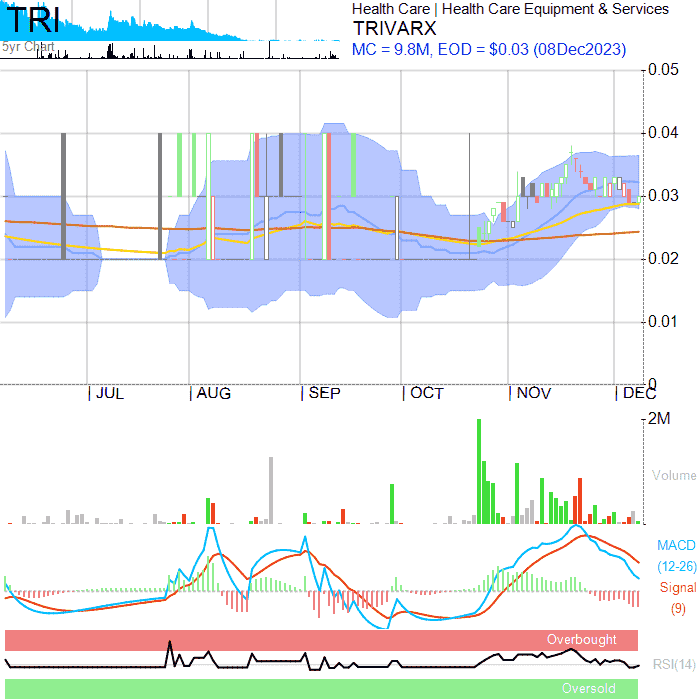 TRI
5yr Chart
Health Care | Health Care Equipment & Services
TRIVARX
MC = 9.8M, EOD = $0.03 (08Dec2023)
0.05
0.04
0.03
0.02
0.01
0
| JUL
| AUG
| SEP
| OCT
| NOV
| DEC
2M
Volume
MACD
(12-26)
Signal
(9)
Overbought
RSI(14)
Oversold